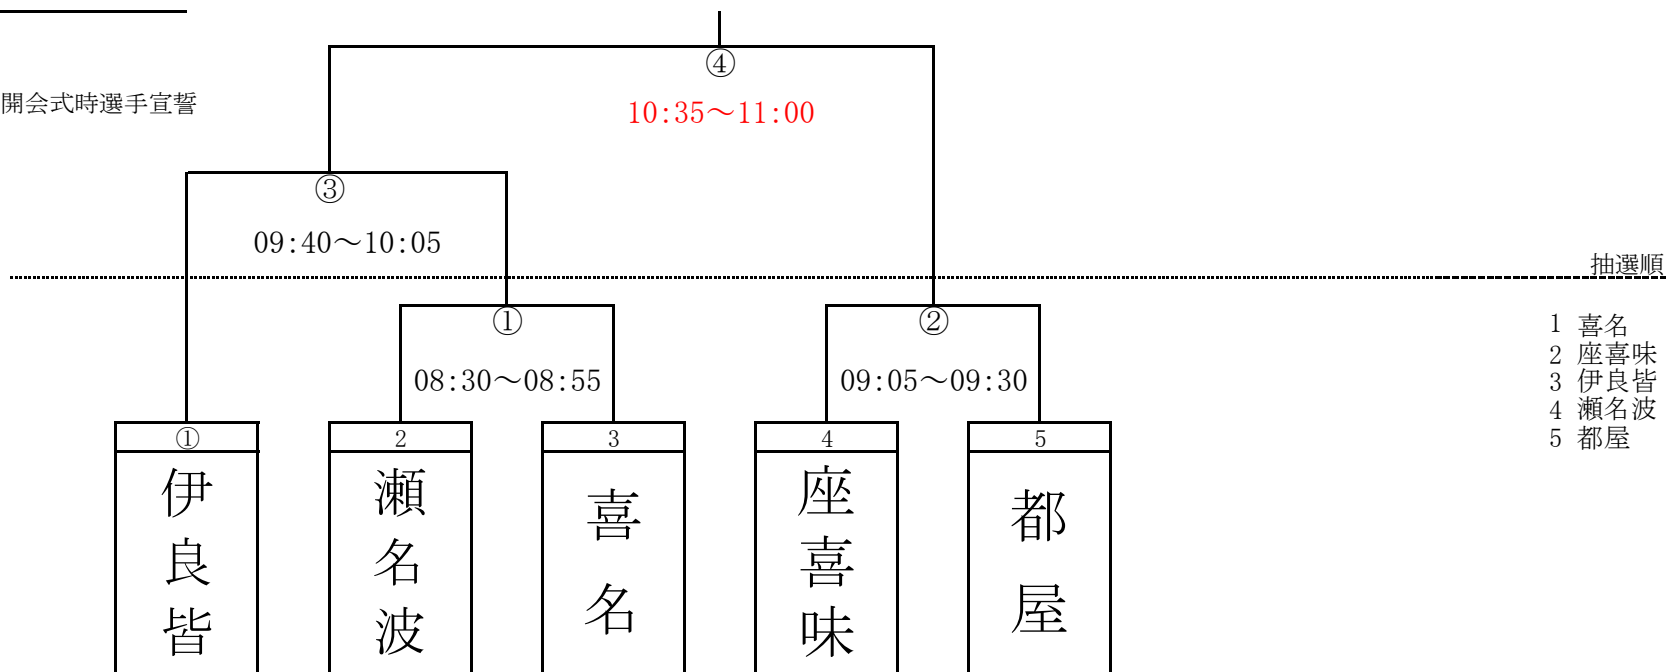 ④
開会式時選手宣誓
10:35～11:00
③
09:40～10:05
抽選順
①
②
1 喜名
2 座喜味
3 伊良皆
4 瀬名波
5 都屋
08:30～08:55
09:05～09:30
① 2 3 4 5
伊良皆
瀬名波
喜名
座喜味
都屋